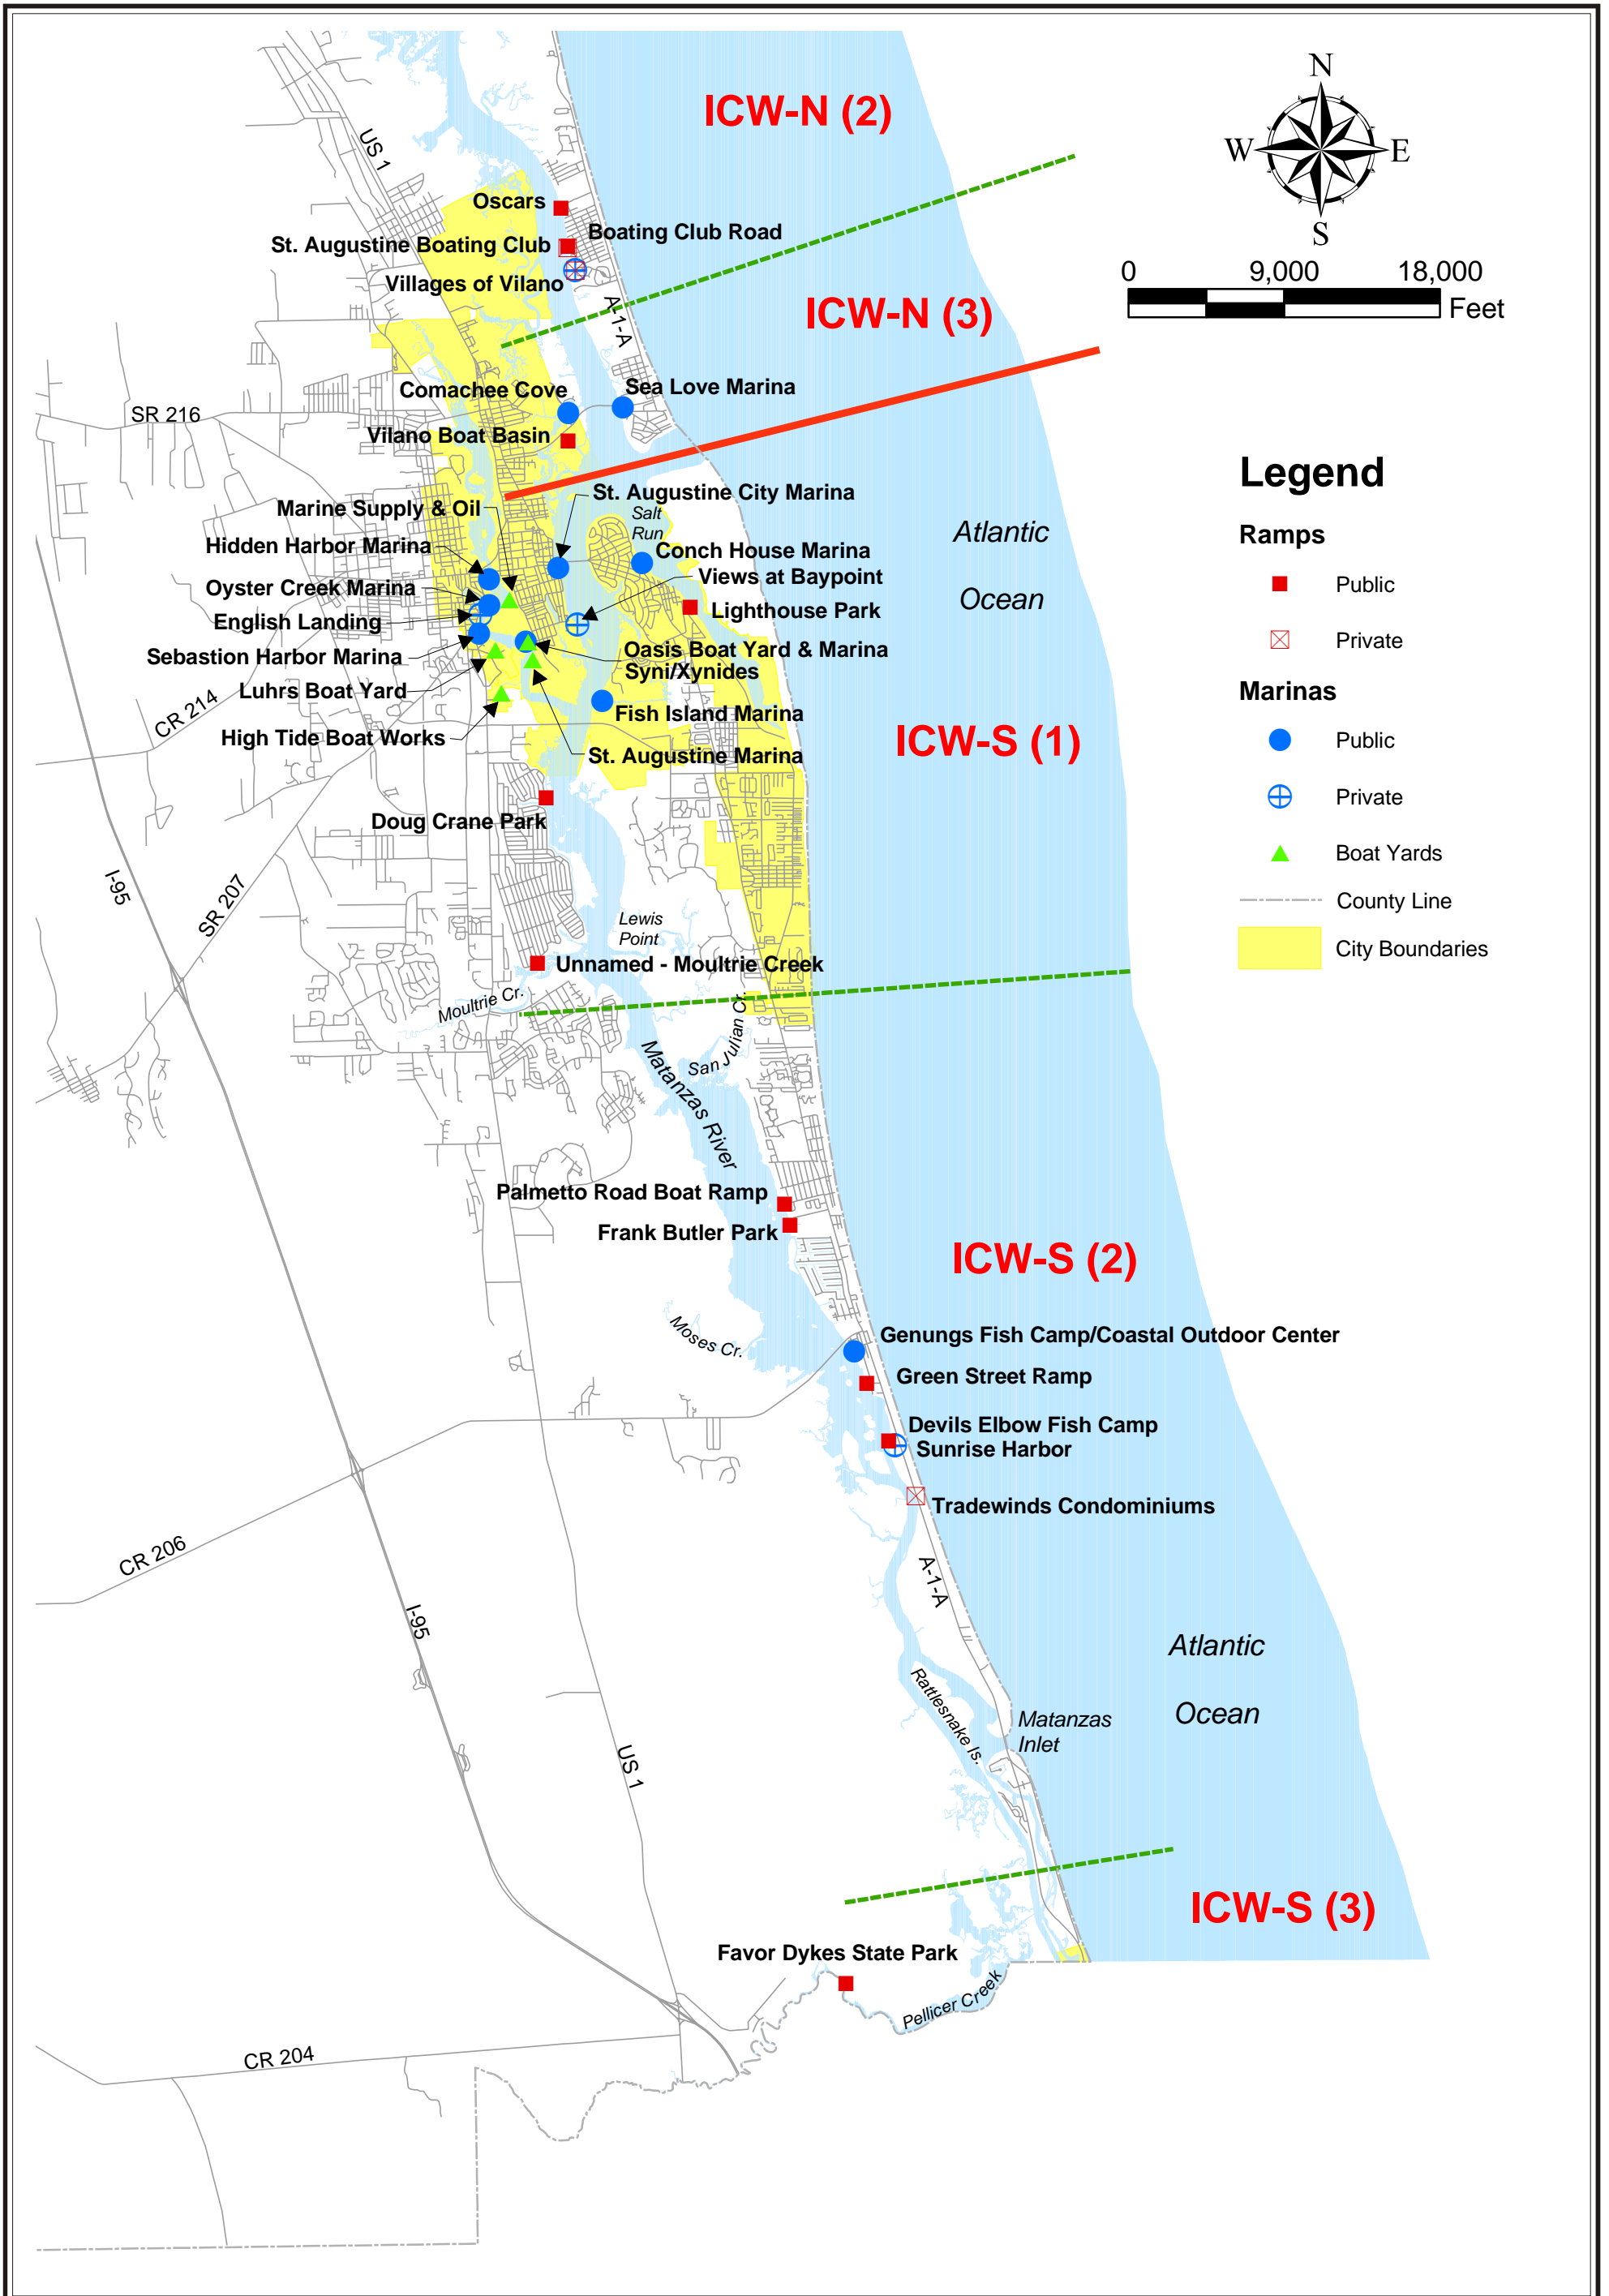 N
W
E
S
0
9,000
18,000
Feet
ICW-N (2)
US 1
Oscars
Boating Club Road
St. Augustine Boating Club
Villages of Vilano
A-1-A
ICW-N (3)
Comachee Cove
Sea Love Marina
SR 216
Vilano Boat Basin
Legend
Ramps
Public
Private
Marinas
Public
Private
Boat Yards
County Line
City Boundaries
St. Augustine City Marina
Marine Supply & Oil
Salt
Run
Hidden Harbor Marina
Conch House Marina
Atlantic
Ocean
Oyster Creek Marina
Views at Baypoint
English Landing
Lighthouse Park
Sebastion Harbor Marina
Oasis Boat Yard & Marina
Syni/Xynides
Luhrs Boat Yard
CR 214
Fish Island Marina
High Tide Boat Works
St. Augustine Marina
ICW-S (1)
Doug Crane Park
I-95
SR 207
Lewis
Point
Unnamed - Moultrie Creek
Moultrie Cr.
San Julian Cr.
Matanzas River
Palmetto Road Boat Ramp
Frank Butler Park
ICW-S (2)
Moses Cr.
Genungs Fish Camp/Coastal Outdoor Center
Green Street Ramp
Devils Elbow Fish Camp
Sunrise Harbor
Tradewinds Condominiums
CR 206
A-1-A
I-95
Atlantic
Ocean
Rattlesnake Is.
Matanzas
Inlet
US 1
ICW-S (3)
Favor Dykes State Park
Pellicer Creek
CR 204